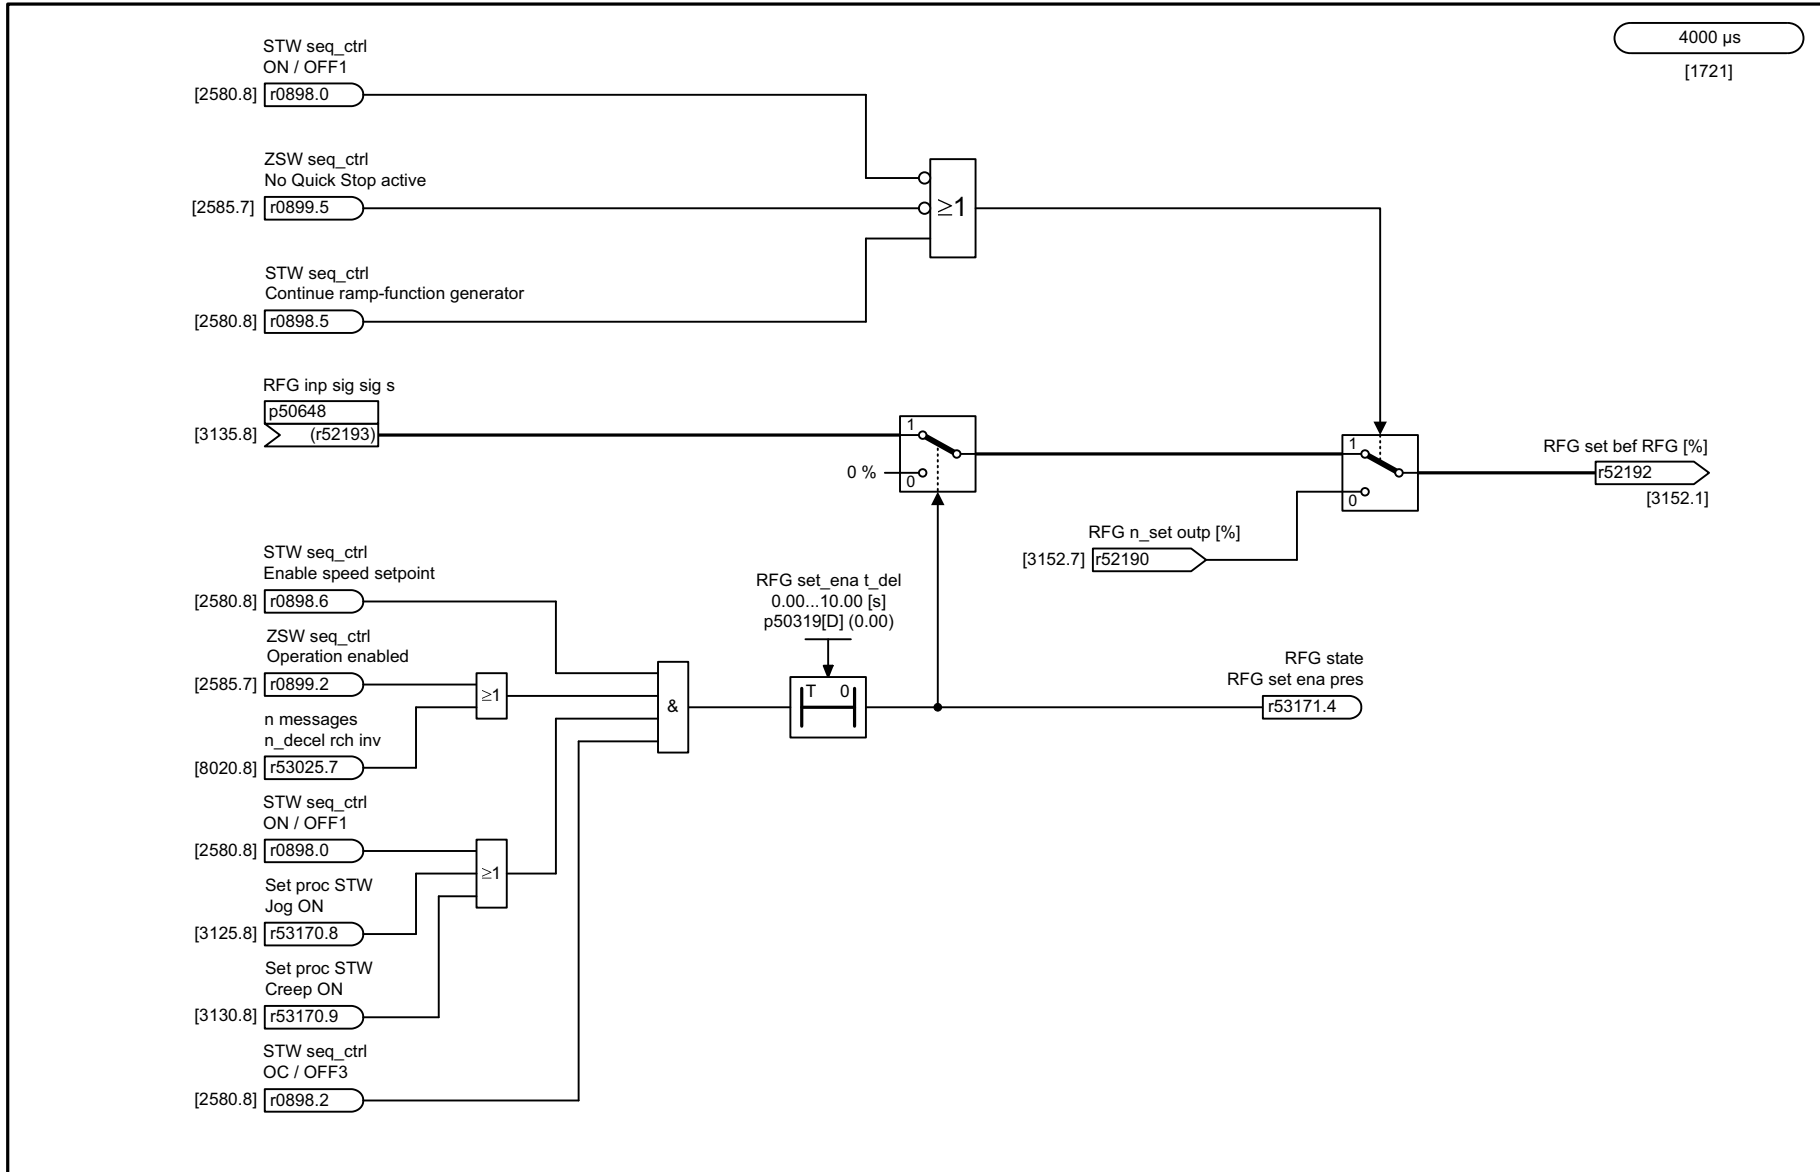 4000 µs
[1721]
STW seq_ctrl
ON / OFF1
[2580.8] r0898.0
ZSW seq_ctrl
No Quick Stop active
[2585.7] r0899.5
≥1
STW seq_ctrl
Continue ramp-function generator
[2580.8] r0898.5
RFG inp sig sig s
p50648
[3135.8] (r52193)
1
0 %
0
1
0
RFG set bef RFG [%]
r52192
[3152.1]
RFG n_set outp [%]
[3152.7] r52190
STW seq_ctrl
Enable speed setpoint
[2580.8] r0898.6
RFG set_ena t_del
0.00...10.00 [s]
p50319[D] (0.00)
ZSW seq_ctrl
Operation enabled
[2585.7] r0899.2
≥1
&
T 0
RFG state
RFG set ena pres
r53171.4
n messages
n_decel rch inv
[8020.8] r53025.7
STW seq_ctrl
ON / OFF1
[2580.8] r0898.0
≥1
Set proc STW
Jog ON
[3125.8] r53170.8
Set proc STW
Creep ON
[3130.8] r53170.9
STW seq_ctrl
OC / OFF3
[2580.8] r0898.2